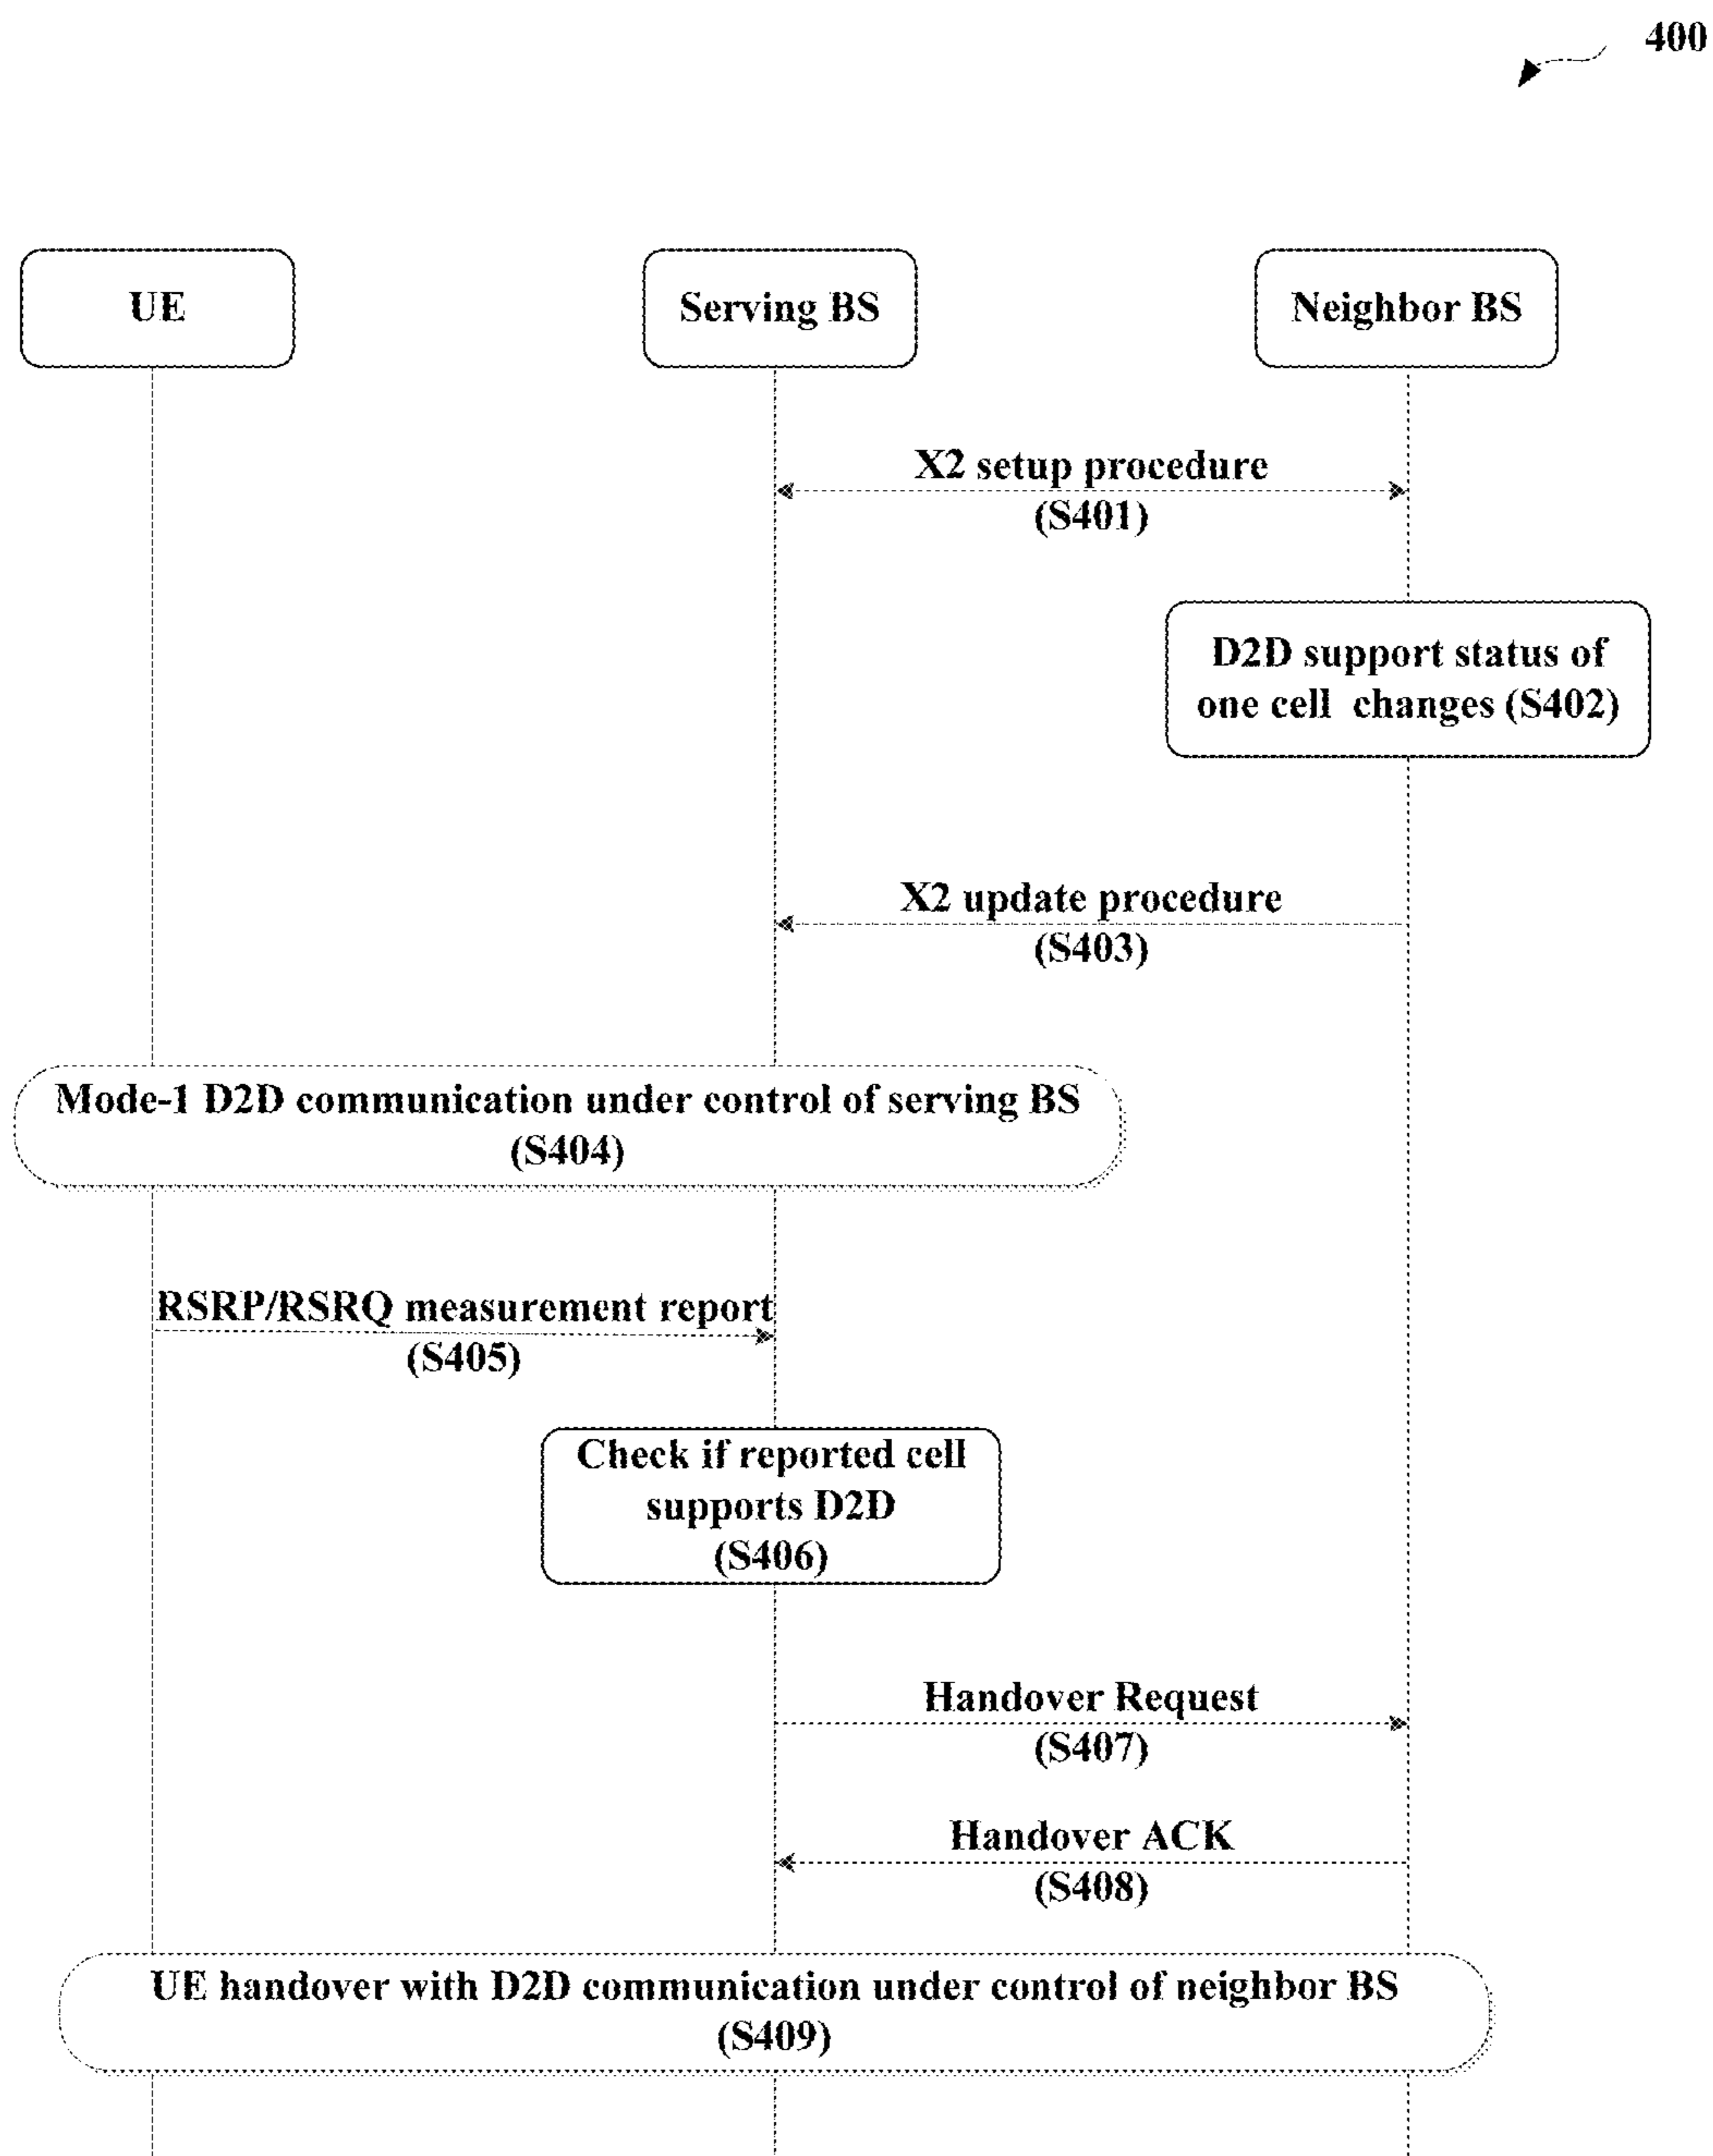 400
UE
Serving BS
Neighbor BS
X2 setup procedure
(S401)
D2D support status of
one cell changes (S402)
X2 update procedure
(S403)
Mode-1 D2D communication under control of serving BS
(S404)
RSRP/RSRQ measurement report
(S405)
Check if reported cell
supports D2D
(S406)
Handover Request
(S407)
Handover ACK
(S408)
UE handover with D2D communication under control of neighbor BS
(S409)